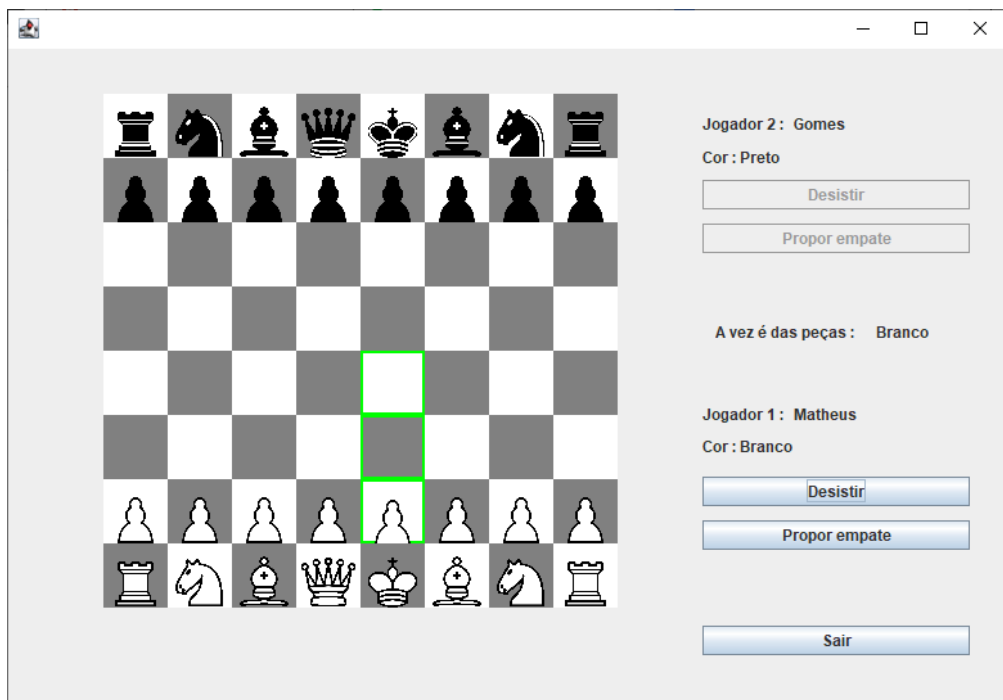 Jogador 2 : Gomes
Cor : Preto
Desistir
Propor empate
A vez é das peças : Branco
Jogador 1 : Matheus
Cor : Branco
Desistir
Propor empate
Sair